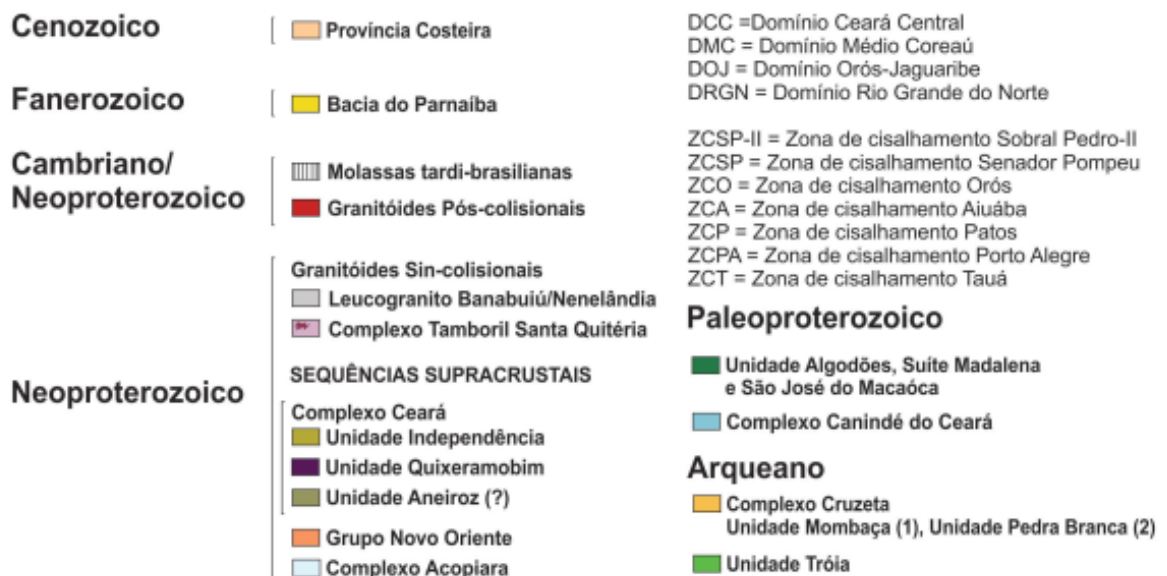 Cenozoico
Província Costeira
Fanerozoico
Bacia do Parnaíba
Cambriano/
Neoproterozoico
Molassas tardi-brasilianas
Granitóides Pós-colisionais
Neoproterozoico
Granitóides Sin-colisionais
Leucogranito Banabuiú/Nenelândia
Complexo Tamboril Santa Quitéria
SEQUÊNCIAS SUPRACRUSTAIS
Complexo Ceará
Unidade Independência
Unidade Quixeramobim
Unidade Aneiroz (?)
Grupo Novo Oriente
Complexo Acopiara
DCC =Domínio Ceará Central
DMC = Domínio Médio Coreaú
DOJ = Domínio Orós-Jaguaribe
DRGN = Domínio Rio Grande do Norte
ZCSP-II = Zona de cisalhamento Sobral Pedro-II
ZCSP = Zona de cisalhamento Senador Pompeu
ZCO = Zona de cisalhamento Orós
ZCA = Zona de cisalhamento Aiuába
ZCP = Zona de cisalhamento Patos
ZCPA = Zona de cisalhamento Porto Alegre
ZCT = Zona de cisalhamento Tauá
Paleoproterozoico
Unidade Algodões, Suíte Madalena
e São José do Macaóca
Complexo Canindé do Ceará
Arqueano
Complexo Cruzeta
Unidade Mombaça (1), Unidade Pedra Branca (2)
Unidade Tróia